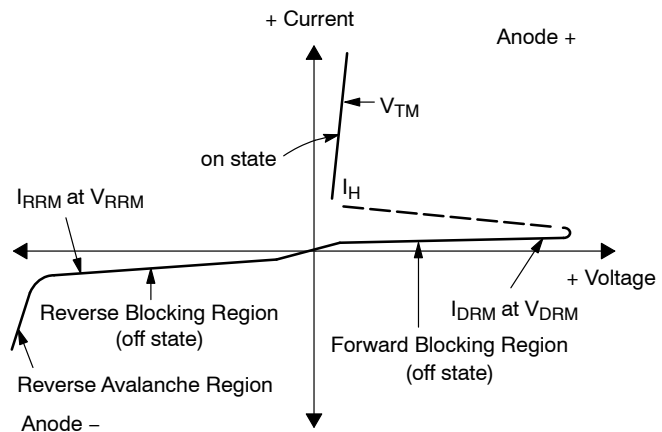 + Current
Anode +
VTM
on state
IH
IRRM at VRRM
+ Voltage
IDRM at VDRM
Reverse Blocking Region
(off state)
Forward Blocking Region
(off state)
Reverse Avalanche Region
Anode −